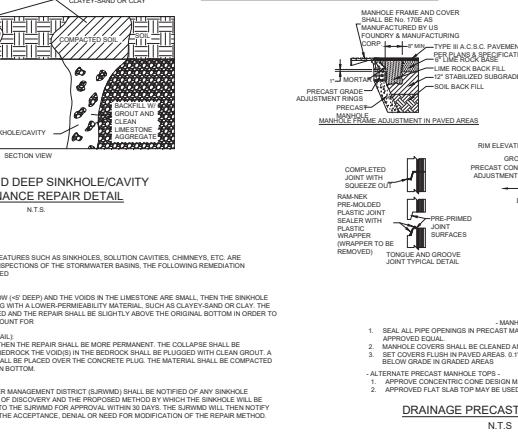 CLAYEY-SAND OR CLAY
COMPACTED SOIL
SOIL
BACKFILL W/
GROUT AND
CLEAN
LIMESTONE
AGGREGATE
KHOLE/CAVITY
SECTION VIEW
D DEEP SINKHOLE/CAVITY
NANCE REPAIR DETAIL
N.T.S.
EATURES SUCH AS SINKHOLES, SOLUTION CAVITIES, CHIMNEYS, ETC. ARE
NSPECTIONS OF THE STORMWATER BASINS, THE FOLLOWING REMEDIATION
ED
OW (<5' DEEP) AND THE VOIDS IN THE LIMESTONE ARE SMALL, THEN THE SINKHOLE
G WITH A LOWER-PERMEABILITY MATERIAL, SUCH AS CLAYEY-SAND OR CLAY. THE
ED AND THE REPAIR SHALL BE SLIGHTLY ABOVE THE ORIGINAL BOTTOM IN ORDER TO
OUNT FOR
AIL):
THEN THE REPAIR SHALL BE MORE PERMANENT. THE COLLAPSE SHALL BE
BEDROCK THE VOID(S) IN THE BEDROCK SHALL BE PLUGGED WITH CLEAN GROUT. A
ALL BE PLACED OVER THE CONCRETE PLUG. THE MATERIAL SHALL BE COMPACTED
N BOTTOM.
ER MANAGEMENT DISTRICT (SJRWMD) SHALL BE NOTIFIED OF ANY SINKHOLE
OF DISCOVERY AND THE PROPOSED METHOD BY WHICH THE SINKHOLE WILL BE
TO THE SJRWMD FOR APPROVAL WITHIN 30 DAYS. THE SJRWMD WILL THEN NOTIFY
THE ACCEPTANCE, DENIAL OR NEED FOR MODIFICATION OF THE REPAIR METHOD.
MANHOLE FRAME AND COVER
SHALL BE No. 170E AS
MANUFACTURED BY US
FOUNDRY & MANUFACTURING
CORP.
8" MIN.
TYPE III A.C.S.C. PAVEMEN
PER PLANS & SPECIFICAT
6" LIME ROCK BASE
LIME ROCK BACK FILL
12" STABILIZED SUBGRADE
SOIL BACK FILL
1"
MORTAR
PRECAST GRADE
ADJUSTMENT RINGS
PRECAST
MANHOLE
MANHOLE FRAME ADJUSTMENT IN PAVED AREAS
RIM ELEVATI
GRO
PRECAST CON
ADJUSTMENT
COMPLETED
JOINT WITH
SQUEEZE OUT
RAM-NEK
PRE-MOLDED
PLASTIC JOINT
SEALER WITH
PLASTIC
WRAPPER
(WRAPPER TO BE
REMOVED)
PRE-PRIMED
JOINT
SURFACES
TONGUE AND GROOVE
JOINT TYPICAL DETAIL
- MANH
1. SEAL ALL PIPE OPENINGS IN PRECAST MA
APPROVED EQUAL.
2. MANHOLE COVERS SHALL BE CLEANED AN
3. SET COVERS FLUSH IN PAVED AREAS. 0.1'
BELOW GRADE IN GRADED AREAS
- ALTERNATE PRECAST MANHOLE TOPS -
1. APPROVE CONCENTRIC CONE DESIGN MA
2. APPROVED FLAT SLAB TOP MAY BE USED
DRAINAGE PRECAST
N.T.S